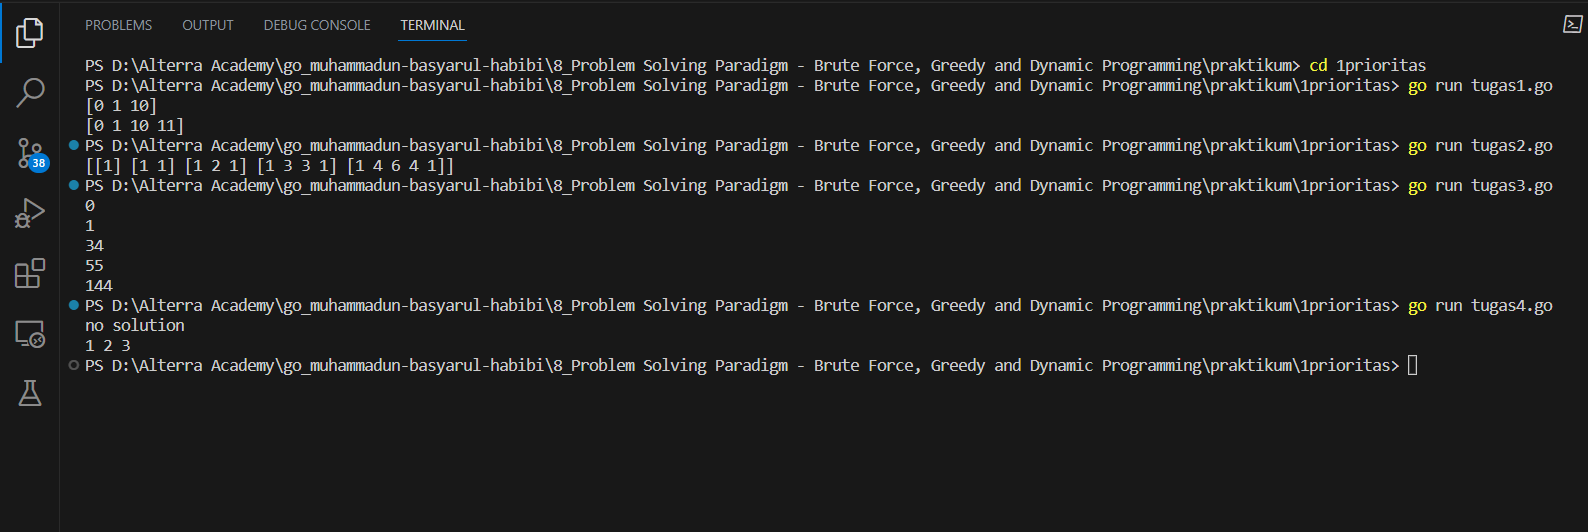 PROBLEMS OUTPUT DEBUG CONSOLE TERMINAL
PS D:\Alterra Academy\go_muhammadun-basyarul-habibi\8_Problem Solving Paradigm - Brute Force, Greedy and Dynamic Programming\praktikum> cd 1prioritas
PS D:\Alterra Academy\go_muhammadun-basyarul-habibi\8_Problem Solving Paradigm - Brute Force, Greedy and Dynamic Programming\praktikum\1prioritas> go run tugas1.go
[0 1 10]
[0 1 10 11]
PS D:\Alterra Academy\go_muhammadun-basyarul-habibi\8_Problem Solving Paradigm - Brute Force, Greedy and Dynamic Programming\praktikum\1prioritas> go run tugas2.go
[[1] [1 1] [1 2 1] [1 3 3 1] [1 4 6 4 1]]
PS D:\Alterra Academy\go_muhammadun-basyarul-habibi\8_Problem Solving Paradigm - Brute Force, Greedy and Dynamic Programming\praktikum\1prioritas> go run tugas3.go
0
1
34
55
144
PS D:\Alterra Academy\go_muhammadun-basyarul-habibi\8_Problem Solving Paradigm - Brute Force, Greedy and Dynamic Programming\praktikum\1prioritas> go run tugas4.go
no solution
1 2 3
PS D:\Alterra Academy\go_muhammadun-basyarul-habibi\8_Problem Solving Paradigm - Brute Force, Greedy and Dynamic Programming\praktikum\1prioritas>
38